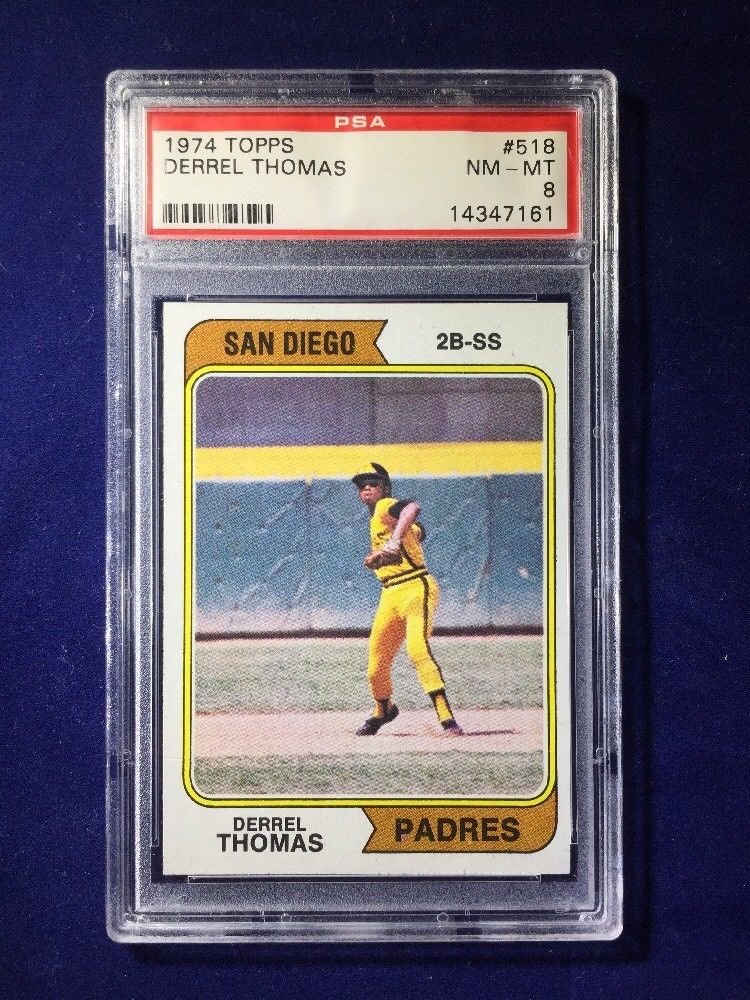 PSA
1974 TOPPS #518
DERREL THOMAS NM - MT
8
14347161
SAN DIEGO 2B-SS
DERREL
THOMAS
PADRES